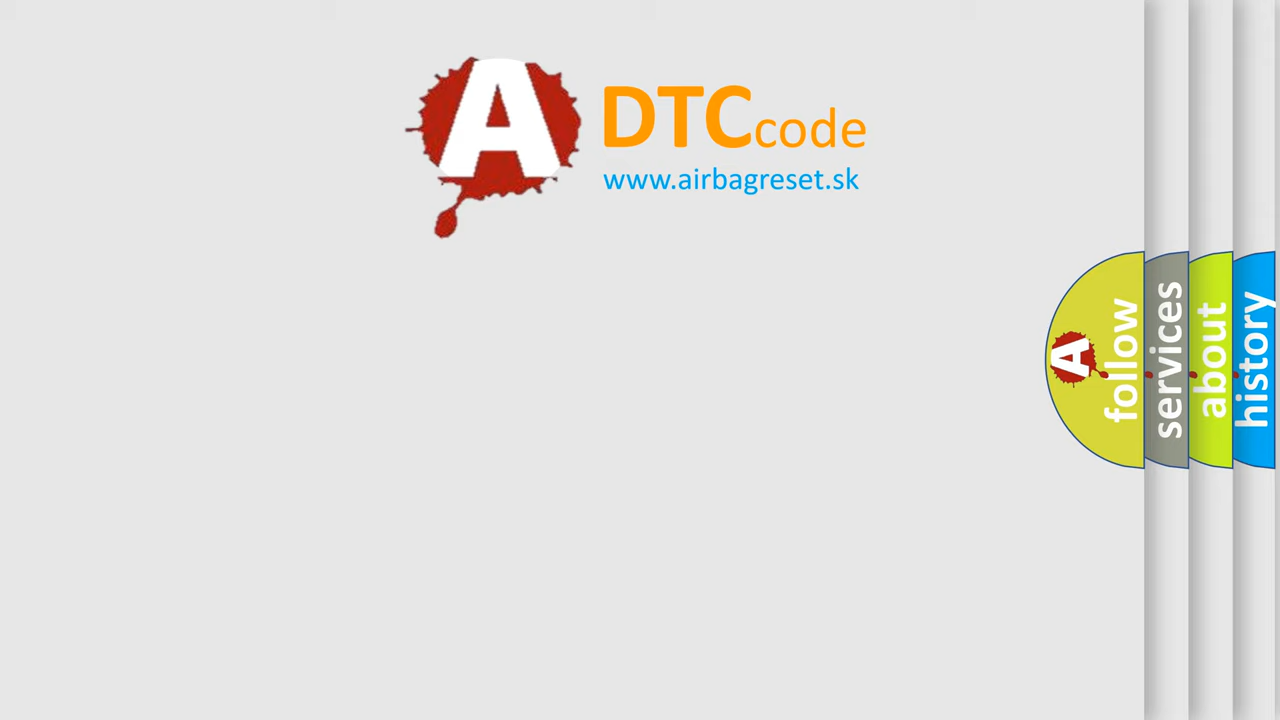 A
DTCcode
www.airbagreset.sk
A
follow
services
about
history